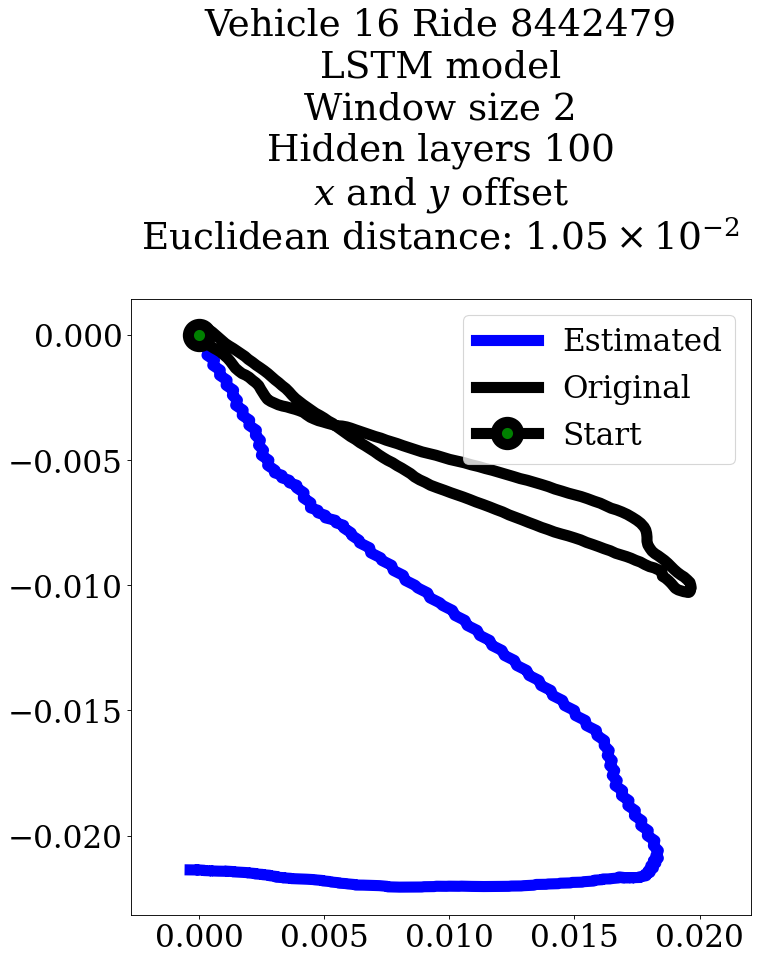 Vehicle 16 Ride 8442479
LSTM model
Window size 2
Hidden layers 100
x and y offset
Euclidean distance: 1.05 × 10⁻²
Estimated
Original
Start
0.000
−0.005
−0.010
−0.015
−0.020
0.000 0.005 0.010 0.015 0.020